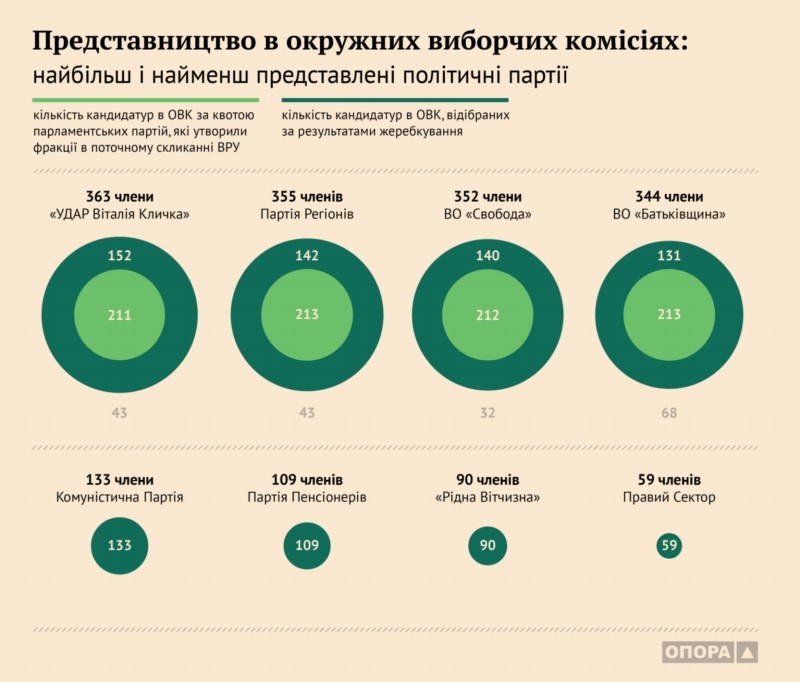 Представництво в окружних виборчих комісіях:
найбільш і найменш представлені політичні партії
кількість кандидатур в ОВК за квотою
парламентських партій, які утворили
фракції в поточному скликанні ВРУ
кількість кандидатур в ОВК, відібраних
за результатами жеребкування
363 члени
«УДАР Віталія Кличка»
355 членів
Партія Регіонів
352 члени
ВО «Свобода»
344 члени
ВО «Батьківщина»
152
142
140
131
211
213
212
213
43
43
32
68
133 члени
Комуністична Партія
109 членів
Партія Пенсіонерів
90 членів
«Рідна Вітчизна»
59 членів
Правий Сектор
133
109
90
59
ОПОРА